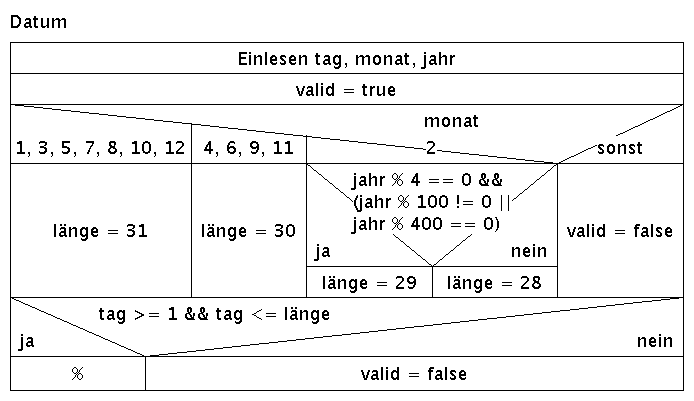 Datum
Einlesen tag, monat, jahr
valid = true
monat
1, 3, 5, 7, 8, 10, 12
4, 6, 9, 11
2
sonst
länge = 31
länge = 30
jahr % 4 == 0 &&
(jahr % 100 != 0 ||
jahr % 400 == 0)
ja
nein
länge = 29
länge = 28
valid = false
tag >= 1 && tag <= länge
ja
nein
%
valid = false